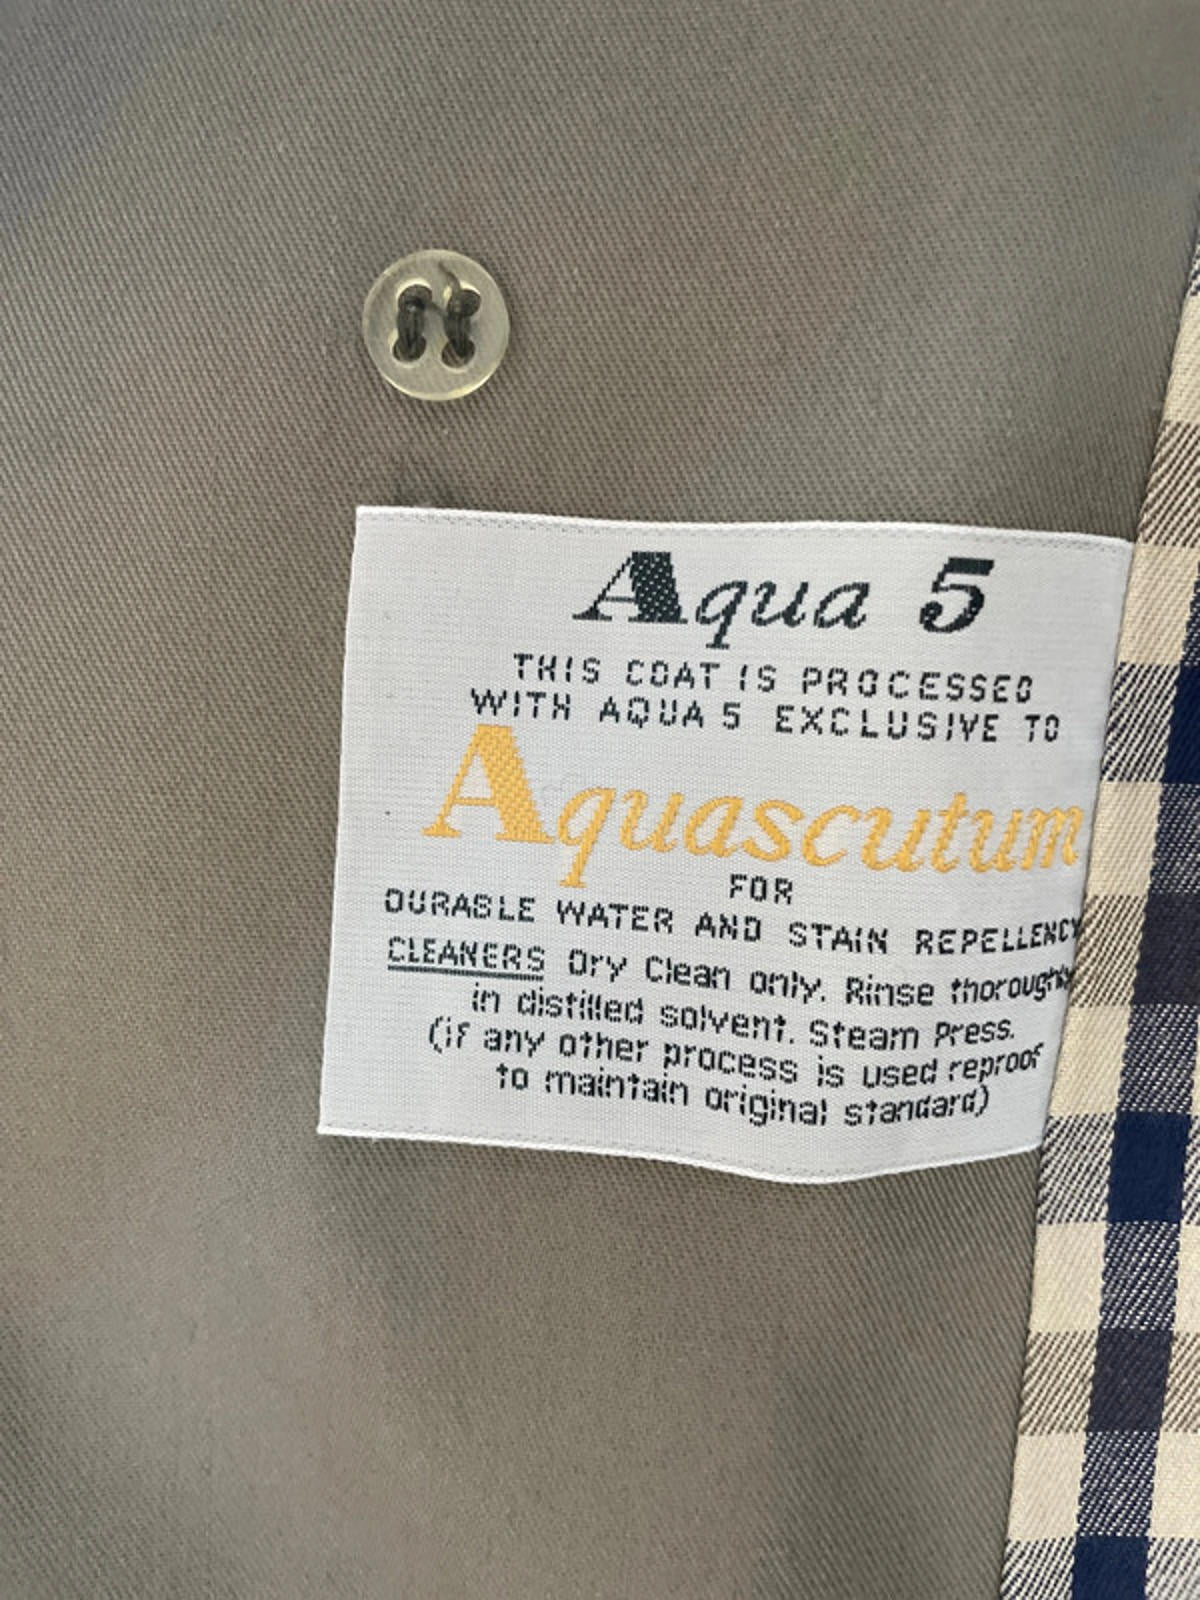 Aqua 5
THIS COAT IS PROCESSED
WITH AQUA 5 EXCLUSIVE TO
Aquascutum
FOR
DURABLE WATER AND STAIN REPELLENCY
CLEANERS Dry Clean only. Rinse thoroughly
in distilled solvent. Steam Press.
(if any other process is used reproof
to maintain original standard)